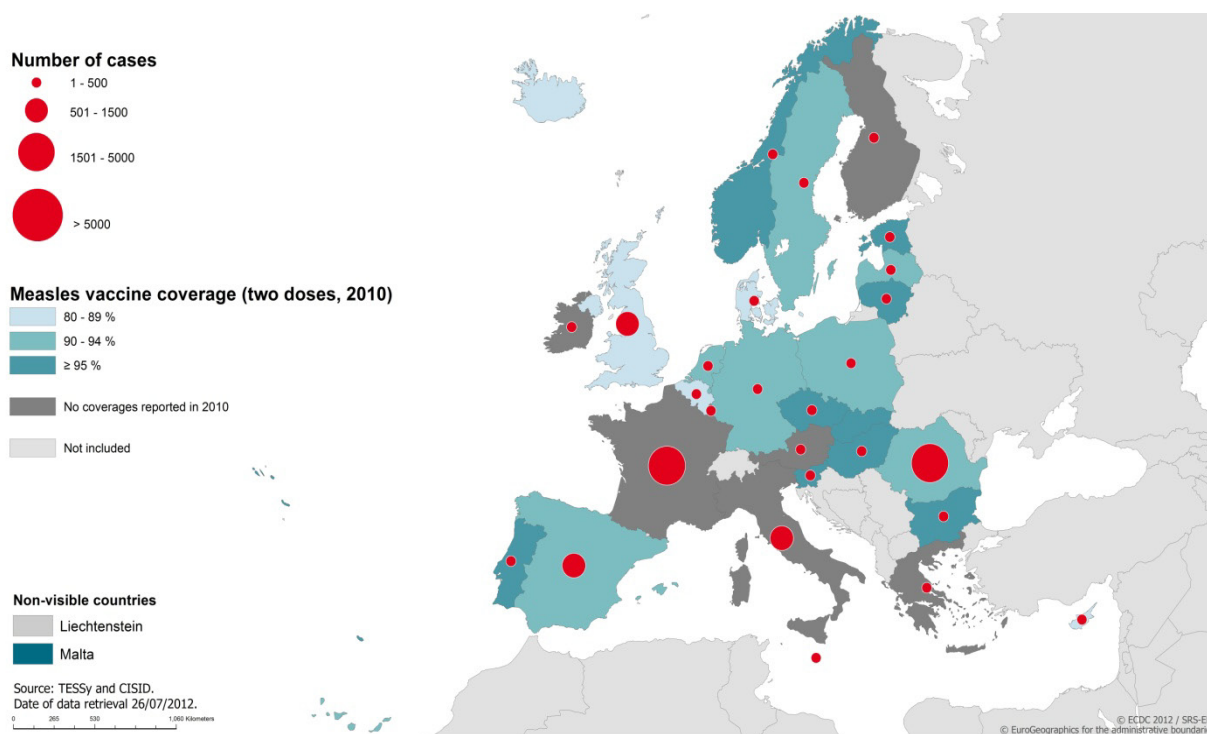 Number of cases
1 - 500
501 - 1500
1501 - 5000
> 5000
Measles vaccine coverage (two doses, 2010)
80 - 89 %
90 - 94 %
≥ 95 %
No coverages reported in 2010
Not included
Non-visible countries
Liechtenstein
Malta
Source: TESSy and CISID.
Date of data retrieval 26/07/2012.
0 265 530 1,060 Kilometers
© ECDC 2012 / SRS-E
© EuroGeographics for the administrative boundarie